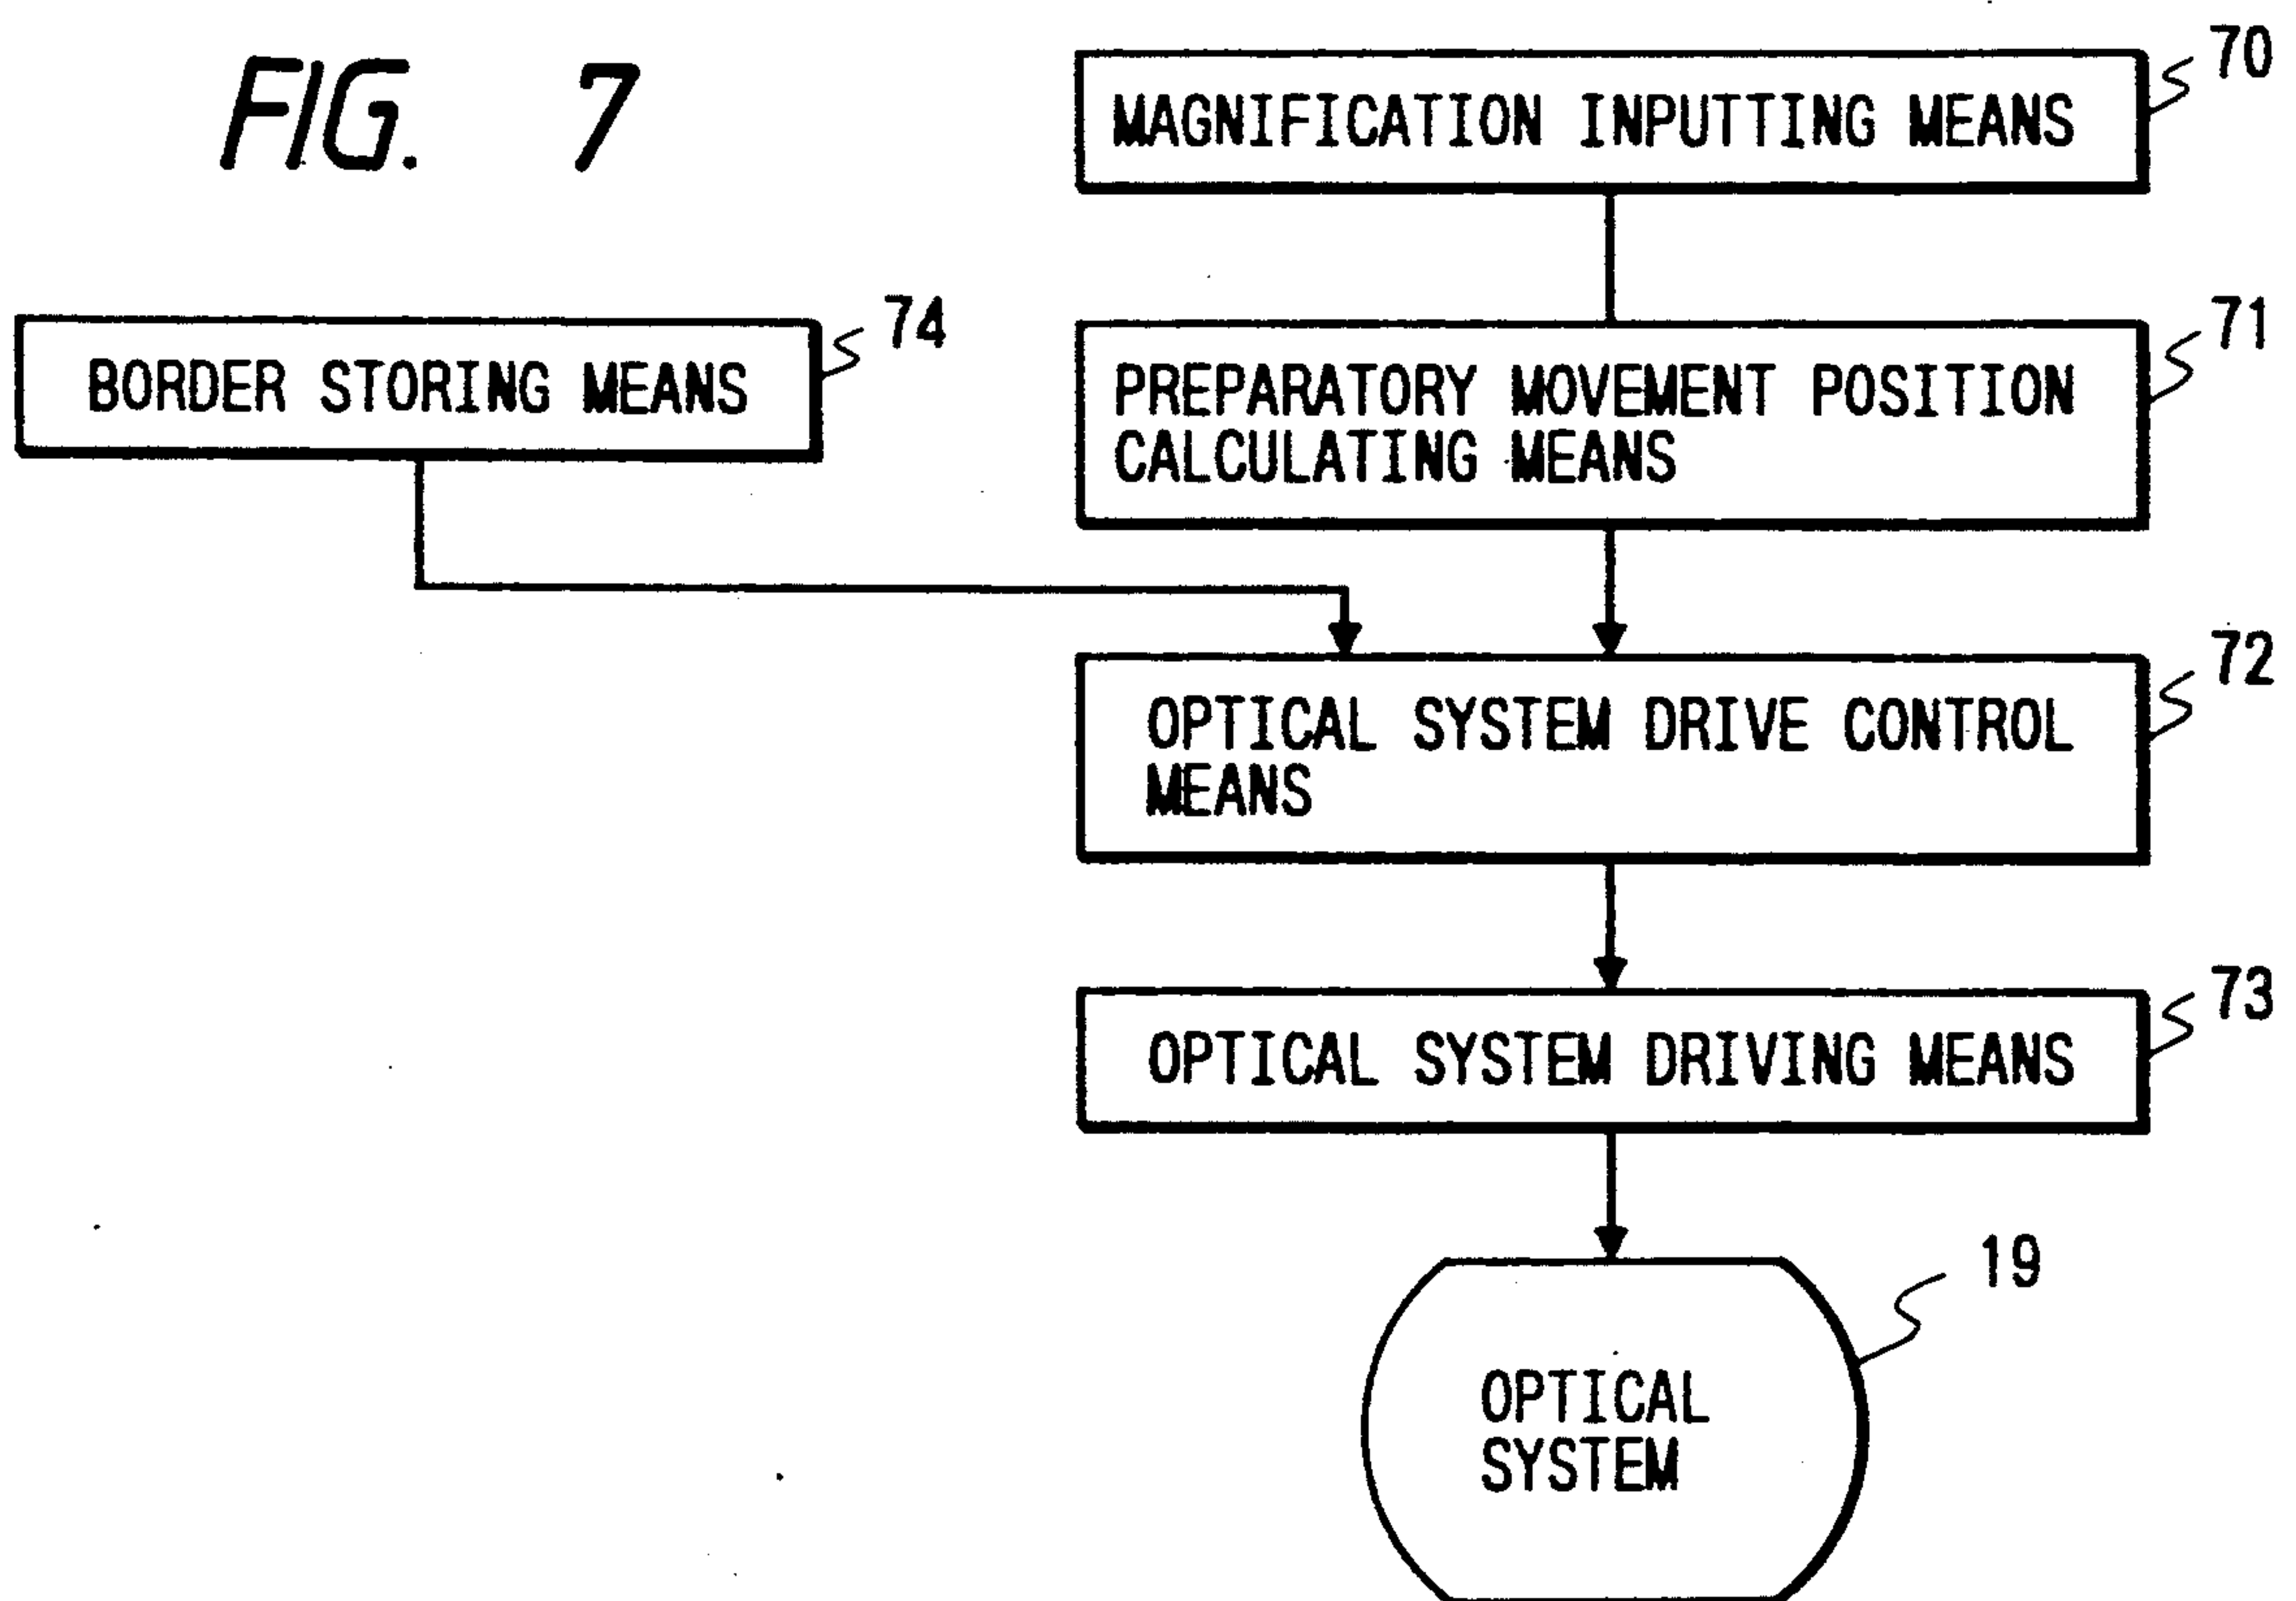 FIG. 7
70
MAGNIFICATION INPUTTING MEANS
74
BORDER STORING MEANS
71
PREPARATORY MOVEMENT POSITION
CALCULATING MEANS
72
OPTICAL SYSTEM DRIVE CONTROL
MEANS
73
OPTICAL SYSTEM DRIVING MEANS
19
OPTICAL
SYSTEM